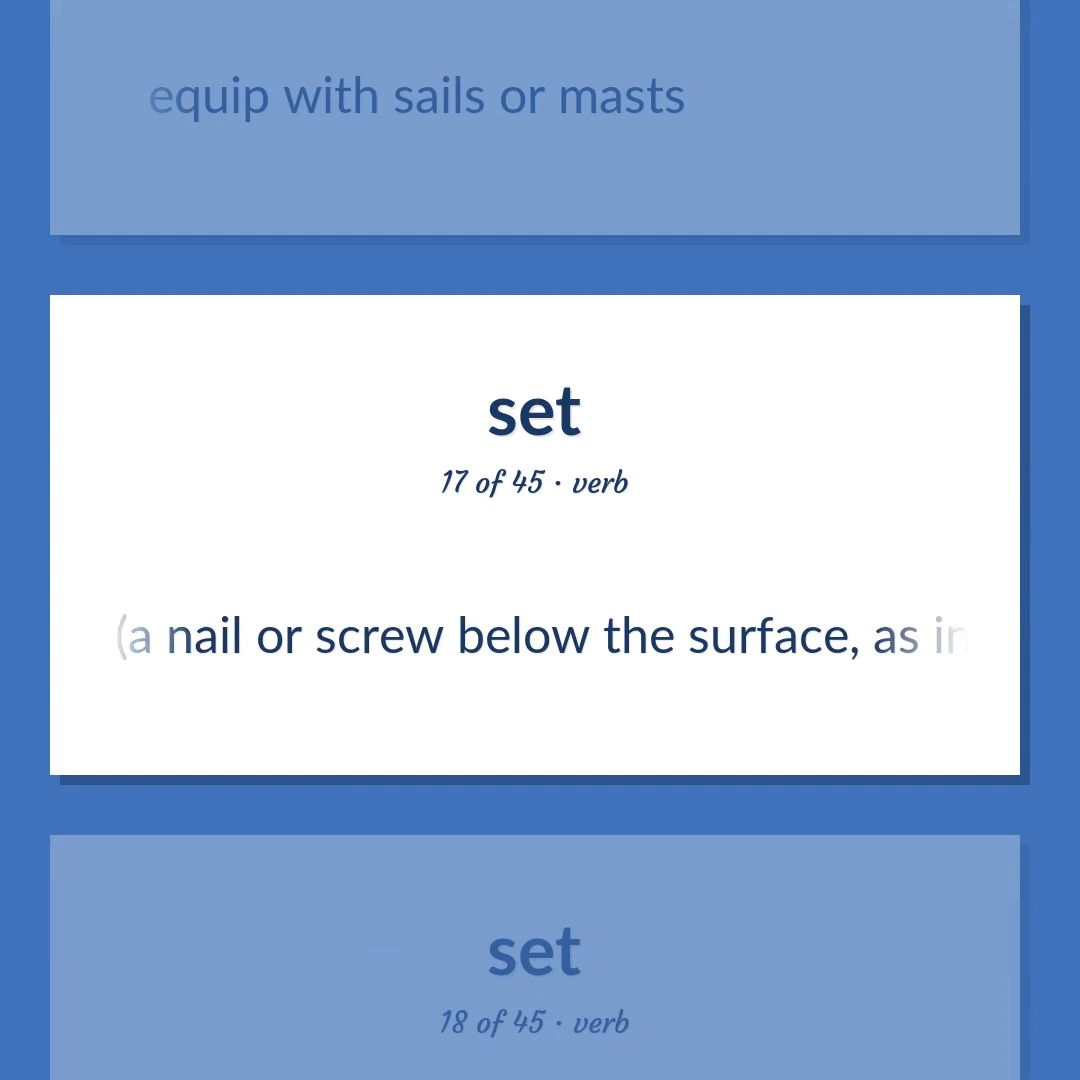 equip with sails or masts
set
17 of 45 · verb
(a nail or screw below the surface, as in
set
18 of 45 · verb